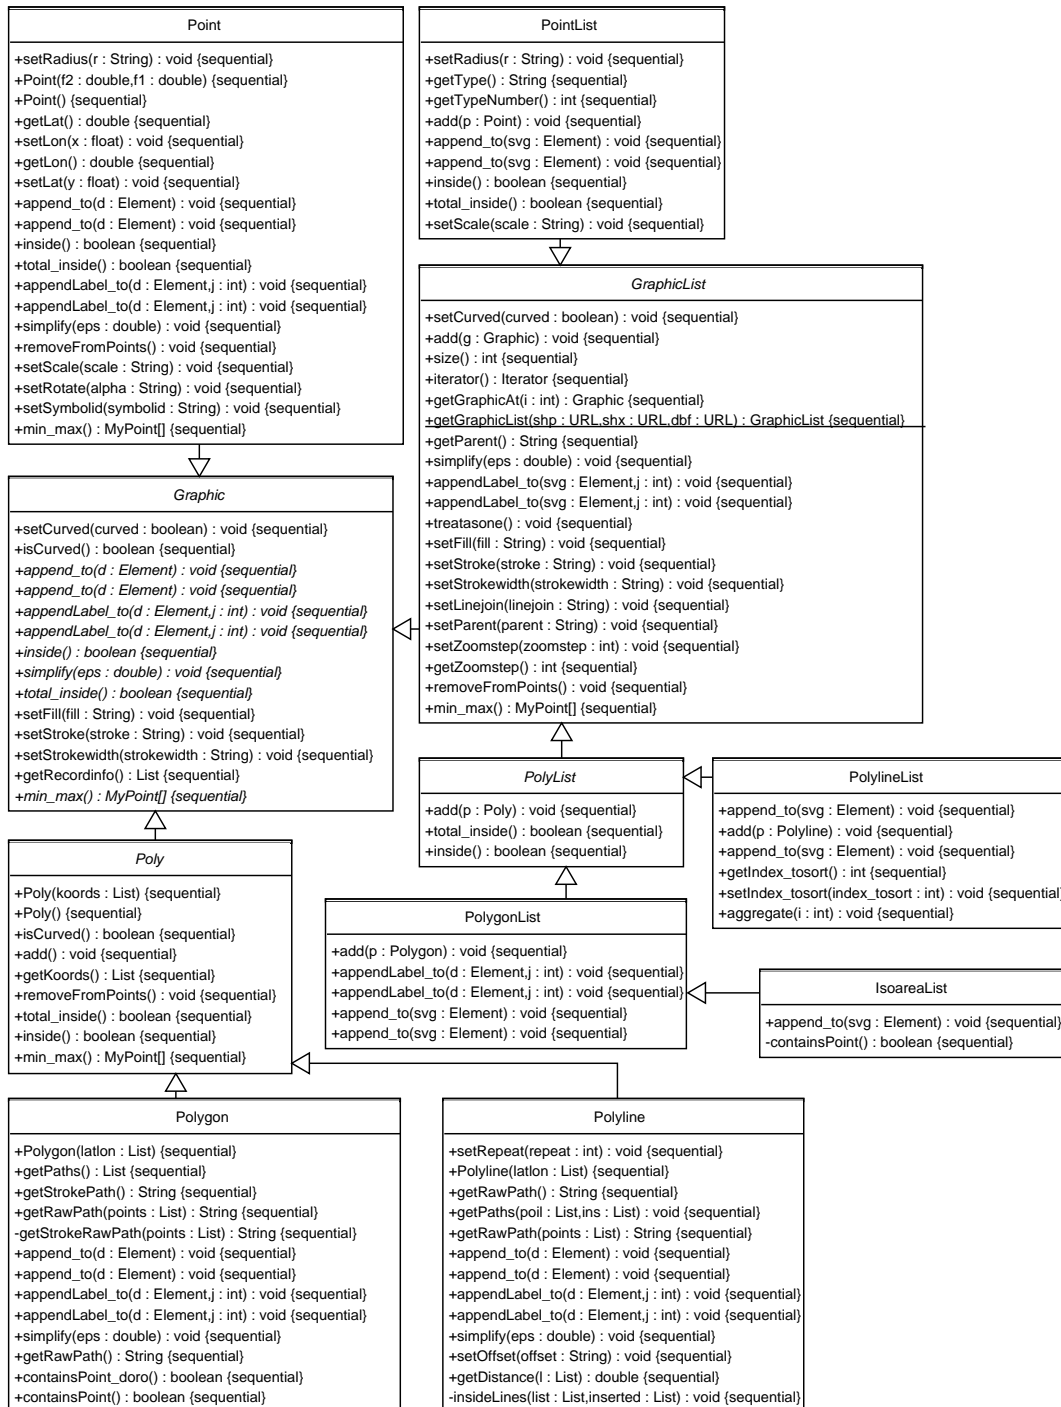 Point
+setRadius(r : String) : void {sequential}
+Point(f2 : double,f1 : double) {sequential}
+Point() {sequential}
+getLat() : double {sequential}
+setLon(x : float) : void {sequential}
+getLon() : double {sequential}
+setLat(y : float) : void {sequential}
+append_to(d : Element) : void {sequential}
+append_to(d : Element) : void {sequential}
+inside() : boolean {sequential}
+total_inside() : boolean {sequential}
+appendLabel_to(d : Element,j : int) : void {sequential}
+appendLabel_to(d : Element,j : int) : void {sequential}
+simplify(eps : double) : void {sequential}
+removeFromPoints() : void {sequential}
+setScale(scale : String) : void {sequential}
+setRotate(alpha : String) : void {sequential}
+setSymbolid(symbolid : String) : void {sequential}
+min_max() : MyPoint[] {sequential}
PointList
+setRadius(r : String) : void {sequential}
+getType() : String {sequential}
+getTypeNumber() : int {sequential}
+add(p : Point) : void {sequential}
+append_to(svg : Element) : void {sequential}
+append_to(svg : Element) : void {sequential}
+inside() : boolean {sequential}
+total_inside() : boolean {sequential}
+setScale(scale : String) : void {sequential}
GraphicList
+setCurved(curved : boolean) : void {sequential}
+add(g : Graphic) : void {sequential}
+size() : int {sequential}
+iterator() : Iterator {sequential}
+getGraphicAt(i : int) : Graphic {sequential}
+getGraphicList(shp : URL,shx : URL,dbf : URL) : GraphicList {sequential}
+getParent() : String {sequential}
+simplify(eps : double) : void {sequential}
+appendLabel_to(svg : Element,j : int) : void {sequential}
+appendLabel_to(svg : Element,j : int) : void {sequential}
+treatasone() : void {sequential}
+setFill(fill : String) : void {sequential}
+setStroke(stroke : String) : void {sequential}
+setStrokewidth(strokewidth : String) : void {sequential}
+setLinejoin(linejoin : String) : void {sequential}
+setParent(parent : String) : void {sequential}
+setZoomstep(zoomstep : int) : void {sequential}
+getZoomstep() : int {sequential}
+removeFromPoints() : void {sequential}
+min_max() : MyPoint[] {sequential}
Graphic
+setCurved(curved : boolean) : void {sequential}
+isCurved() : boolean {sequential}
+append_to(d : Element) : void {sequential}
+append_to(d : Element) : void {sequential}
+appendLabel_to(d : Element,j : int) : void {sequential}
+appendLabel_to(d : Element,j : int) : void {sequential}
+inside() : boolean {sequential}
+simplify(eps : double) : void {sequential}
+total_inside() : boolean {sequential}
+setFill(fill : String) : void {sequential}
+setStroke(stroke : String) : void {sequential}
+setStrokewidth(strokewidth : String) : void {sequential}
+getRecordinfo() : List {sequential}
+min_max() : MyPoint[] {sequential}
PolyList
+add(p : Poly) : void {sequential}
+total_inside() : boolean {sequential}
+inside() : boolean {sequential}
PolylineList
+append_to(svg : Element) : void {sequential}
+add(p : Polyline) : void {sequential}
+append_to(svg : Element) : void {sequential}
+getIndex_tosort() : int {sequential}
+setIndex_tosort(index_tosort : int) : void {sequential}
+aggregate(i : int) : void {sequential}
Poly
+Poly(koords : List) {sequential}
+Poly() {sequential}
+isCurved() : boolean {sequential}
+add() : void {sequential}
+getKoords() : List {sequential}
+removeFromPoints() : void {sequential}
+total_inside() : boolean {sequential}
+inside() : boolean {sequential}
+min_max() : MyPoint[] {sequential}
PolygonList
+add(p : Polygon) : void {sequential}
+appendLabel_to(d : Element,j : int) : void {sequential}
+appendLabel_to(d : Element,j : int) : void {sequential}
+append_to(svg : Element) : void {sequential}
+append_to(svg : Element) : void {sequential}
IsoareaList
+append_to(svg : Element) : void {sequential}
-containsPoint() : boolean {sequential}
Polygon
+Polygon(latlon : List) {sequential}
+getPaths() : List {sequential}
+getStrokePath() : String {sequential}
+getRawPath(points : List) : String {sequential}
-getStrokeRawPath(points : List) : String {sequential}
+append_to(d : Element) : void {sequential}
+append_to(d : Element) : void {sequential}
+appendLabel_to(d : Element,j : int) : void {sequential}
+appendLabel_to(d : Element,j : int) : void {sequential}
+simplify(eps : double) : void {sequential}
+getRawPath() : String {sequential}
+containsPoint_doro() : boolean {sequential}
+containsPoint() : boolean {sequential}
Polyline
+setRepeat(repeat : int) : void {sequential}
+Polyline(latlon : List) {sequential}
+getRawPath() : String {sequential}
+getPaths(poil : List,ins : List) : void {sequential}
+getRawPath(points : List) : String {sequential}
+append_to(d : Element) : void {sequential}
+append_to(d : Element) : void {sequential}
+appendLabel_to(d : Element,j : int) : void {sequential}
+appendLabel_to(d : Element,j : int) : void {sequential}
+simplify(eps : double) : void {sequential}
+setOffset(offset : String) : void {sequential}
+getDistance(l : List) : double {sequential}
-insideLines(list : List,inserted : List) : void {sequential}